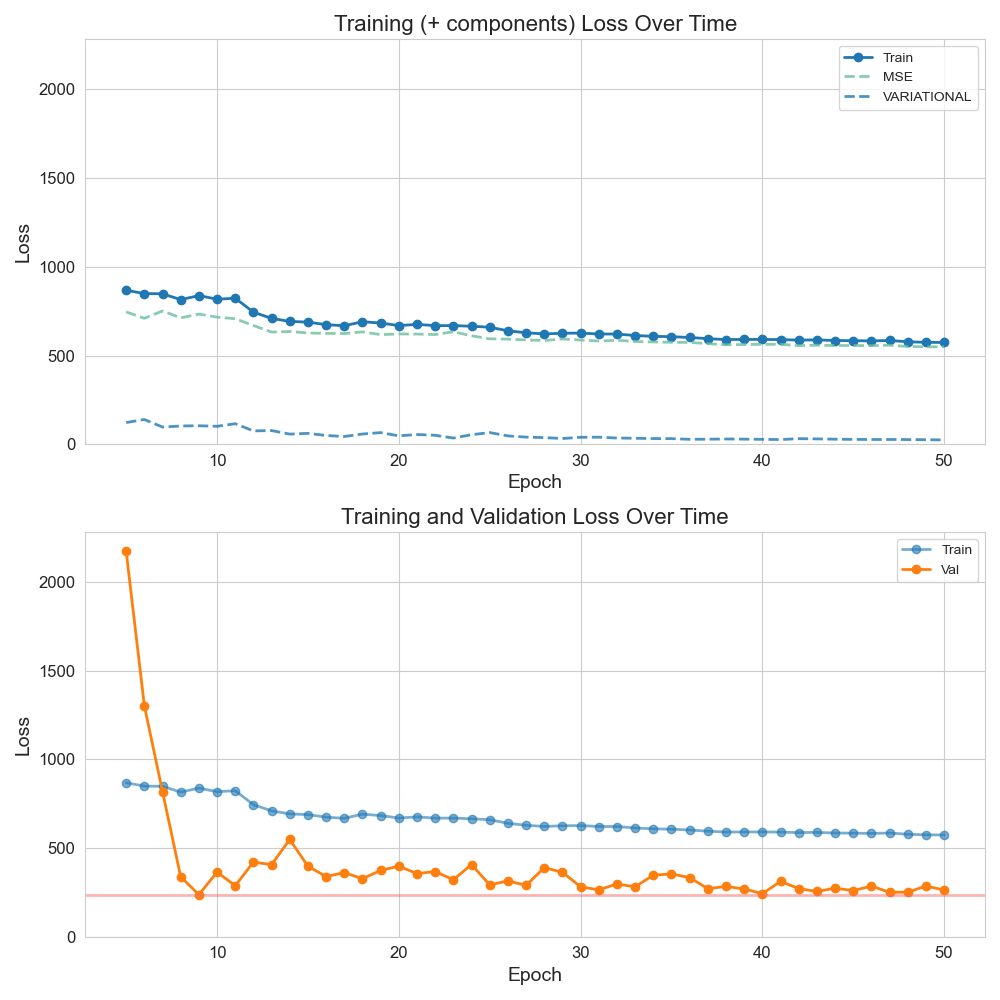 Training (+ components) Loss Over Time
Train
MSE
VARIATIONAL
2000
1500
1000
500
0
Loss
10 20 30 40 50
Epoch
Training and Validation Loss Over Time
Train
Val
2000
1500
1000
500
0
Loss
10 20 30 40 50
Epoch